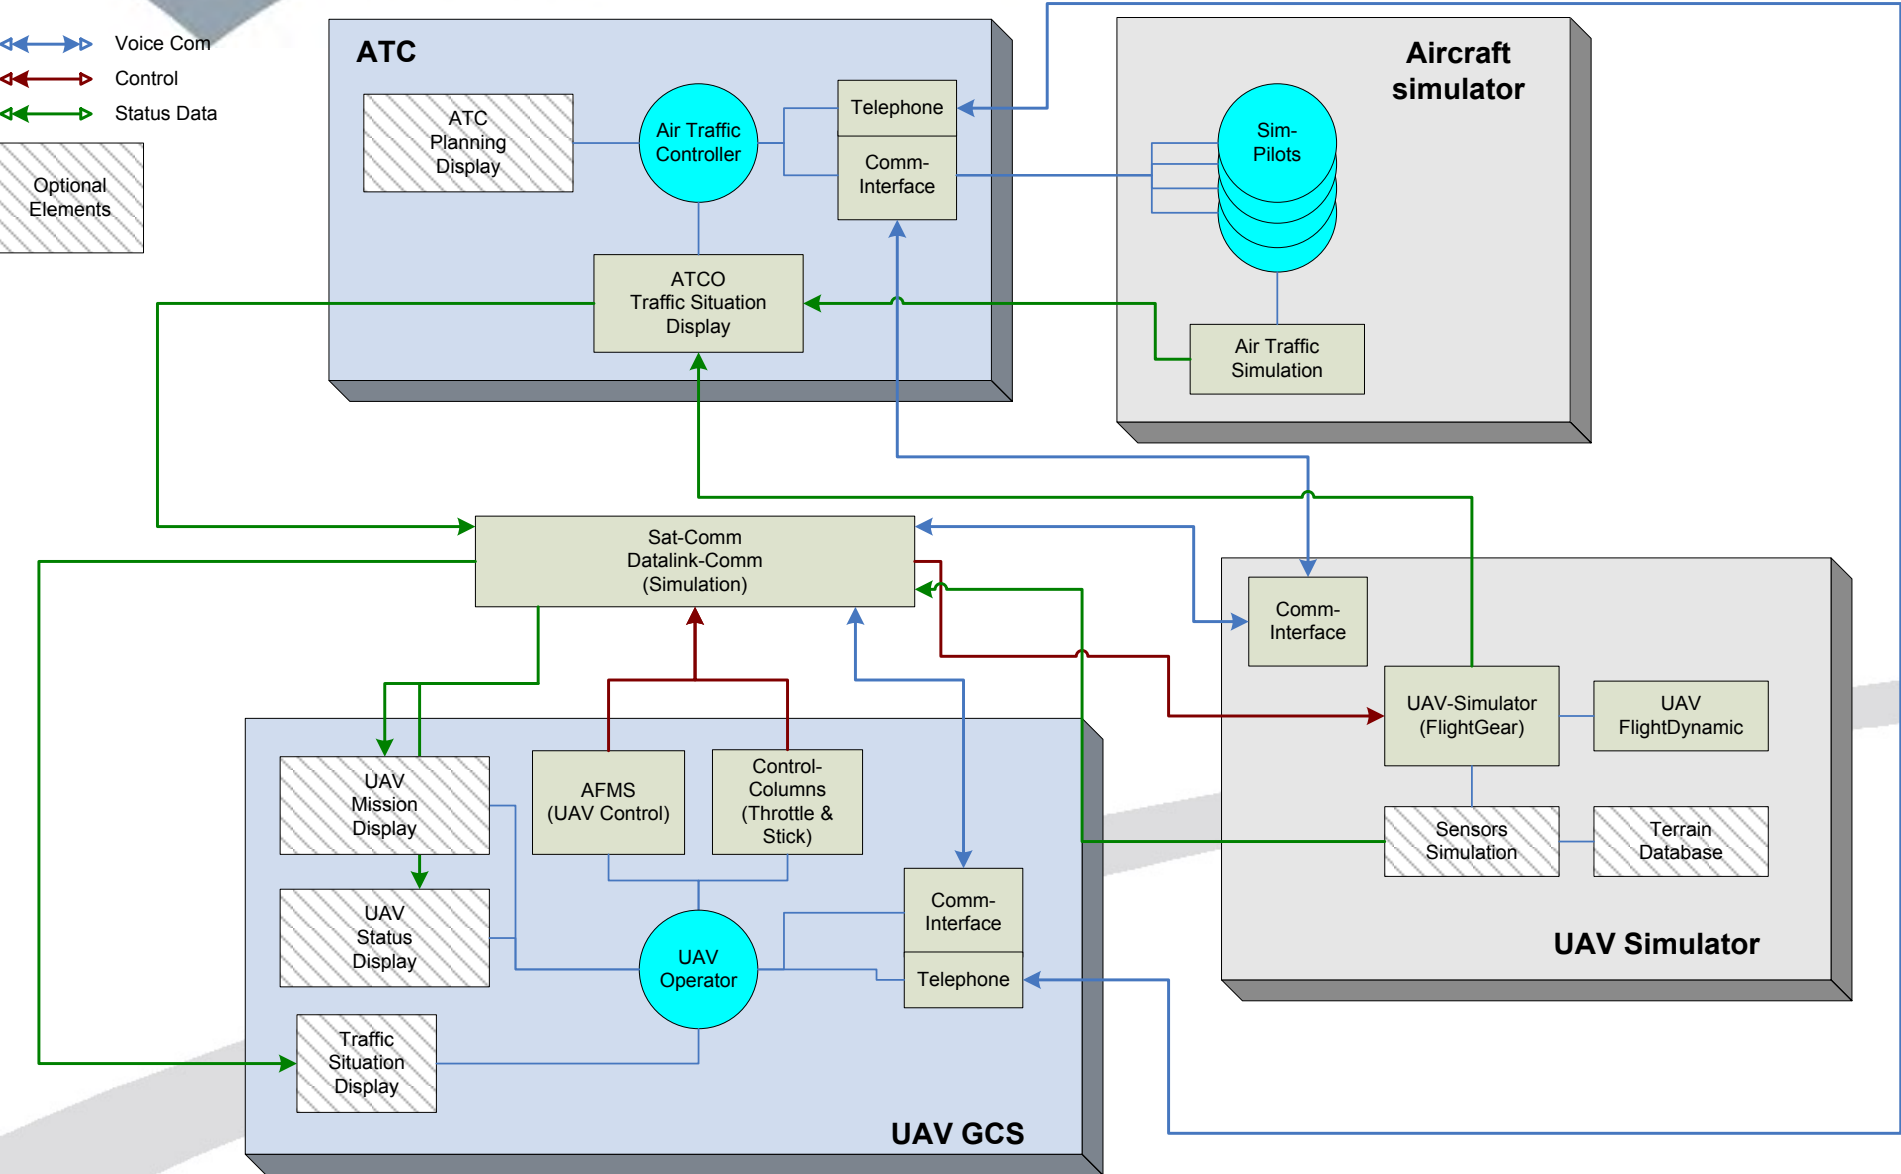 Voice Com
Control
Status Data
Optional
Elements
ATC
ATC
Planning
Display
Air Traffic
Controller
Telephone
Comm-
Interface
ATCO
Traffic Situation
Display
Aircraft
simulator
Sim-
Pilots
Air Traffic
Simulation
Sat-Comm
Datalink-Comm
(Simulation)
Comm-
Interface
UAV-Simulator
(FlightGear)
UAV
FlightDynamic
Sensors
Simulation
Terrain
Database
UAV Simulator
UAV
Mission
Display
AFMS
(UAV Control)
Control-
Columns
(Throttle &
Stick)
UAV
Status
Display
UAV
Operator
Comm-
Interface
Telephone
Traffic
Situation
Display
UAV GCS